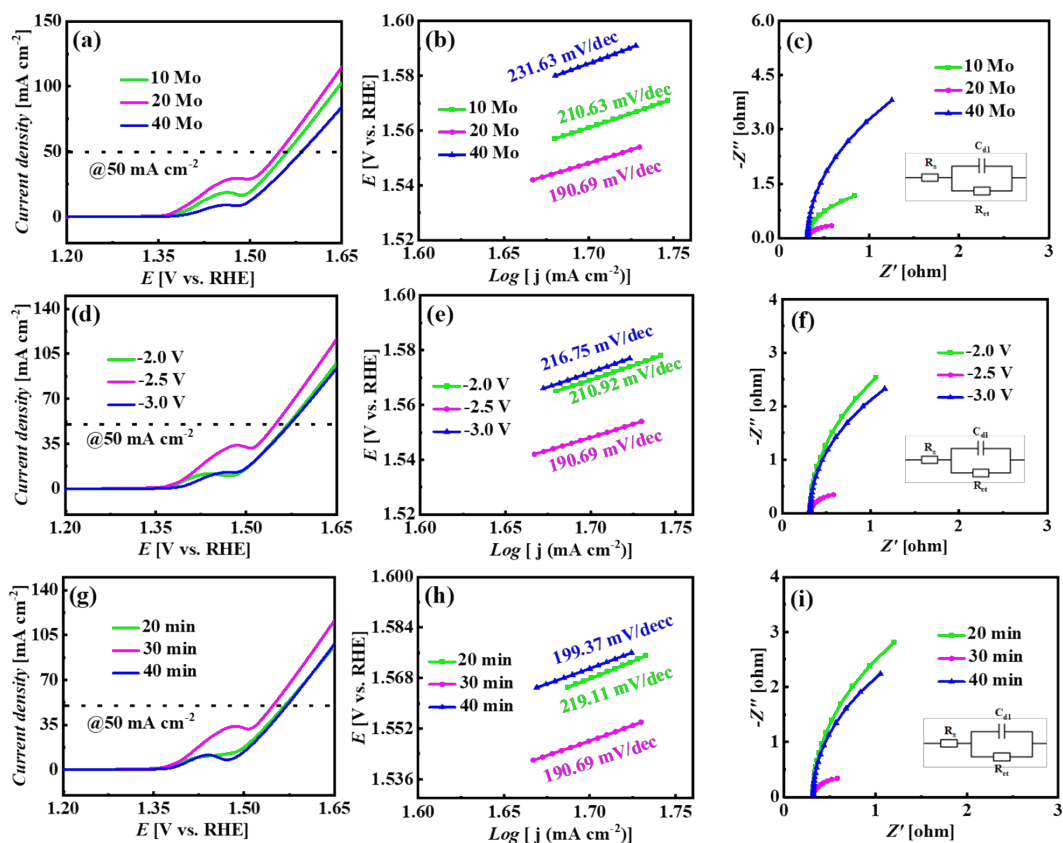 (a)
10 Mo
20 Mo
40 Mo
@50 mA cm⁻²
Current density [mA cm⁻²]
150
100
50
0
1.20 1.35 1.50 1.65
E [V vs. RHE]
(b)
231.63 mV/dec
210.63 mV/dec
190.69 mV/dec
10 Mo
20 Mo
40 Mo
E [V vs. RHE]
1.60
1.58
1.56
1.54
1.52
1.60 1.65 1.70 1.75
Log [ j (mA cm⁻²)
(c)
10 Mo
20 Mo
40 Mo
Rs
Cd1
Rct
-Z'' [ohm]
6.0
4.5
3.0
1.5
0.0
0 1 2 3
Z' [ohm]
(d)
-2.0 V
-2.5 V
-3.0 V
@50 mA cm⁻²
Current density [mA cm⁻²]
140
105
70
35
0
1.20 1.35 1.50 1.65
E [V vs. RHE]
(e)
216.75 mV/dec
210.92 mV/dec
190.69 mV/dec
-2.0 V
-2.5 V
-3.0 V
E [V vs. RHE]
1.60
1.58
1.56
1.54
1.52
1.60 1.65 1.70 1.75
Log [ j (mA cm⁻²)
(f)
-2.0 V
-2.5 V
-3.0 V
Rs
Cd1
Rct
-Z'' [ohm]
4
3
2
1
0
0 1 2 3
Z' [ohm]
(g)
20 min
30 min
40 min
@50 mA cm⁻²
Current density [mA cm⁻²]
140
105
70
35
0
1.20 1.35 1.50 1.65
E [V vs. RHE]
(h)
199.37 mV/decc
219.11 mV/dec
190.69 mV/dec
20 min
30 min
40 min
E [V vs. RHE]
1.600
1.584
1.568
1.552
1.536
1.60 1.65 1.70 1.75
Log [ j (mA cm⁻²)
(i)
20 min
30 min
40 min
Rs
Cd1
Rct
-Z'' [ohm]
4
3
2
1
0
0 1 2 3
Z' [ohm]